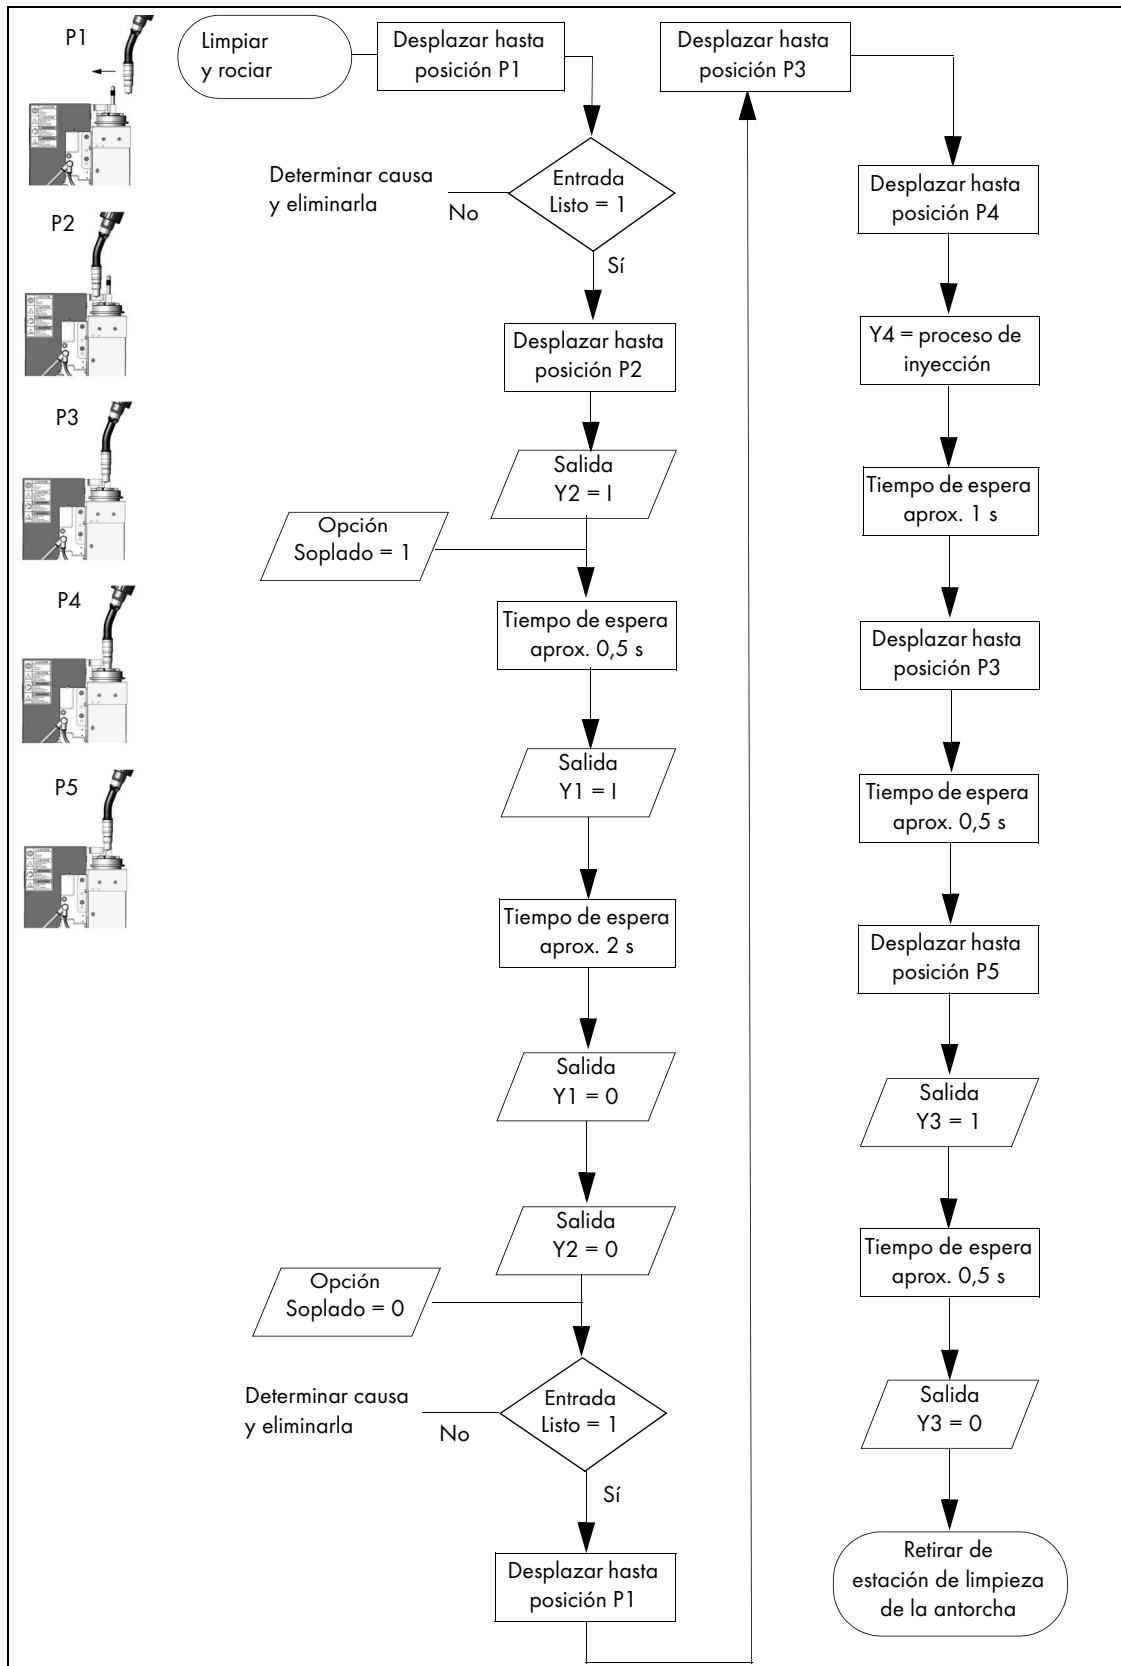 P1
P2
P3
P4
P5
Limpiar
y rociar
Desplazar hasta
posición P1
Entrada
Listo = 1
Determinar causa
y eliminarla
No
Sí
Desplazar hasta
posición P2
Salida
Y2 = I
Opción
Soplado = 1
Tiempo de espera
aprox. 0,5 s
Salida
Y1 = I
Tiempo de espera
aprox. 2 s
Salida
Y1 = 0
Salida
Y2 = 0
Opción
Soplado = 0
Entrada
Listo = 1
Determinar causa
y eliminarla
No
Sí
Desplazar hasta
posición P1
Desplazar hasta
posición P3
Desplazar hasta
posición P4
Y4 = proceso de
inyección
Tiempo de espera
aprox. 1 s
Desplazar hasta
posición P3
Tiempo de espera
aprox. 0,5 s
Desplazar hasta
posición P5
Salida
Y3 = 1
Tiempo de espera
aprox. 0,5 s
Salida
Y3 = 0
Retirar de
estación de limpieza
de la antorcha